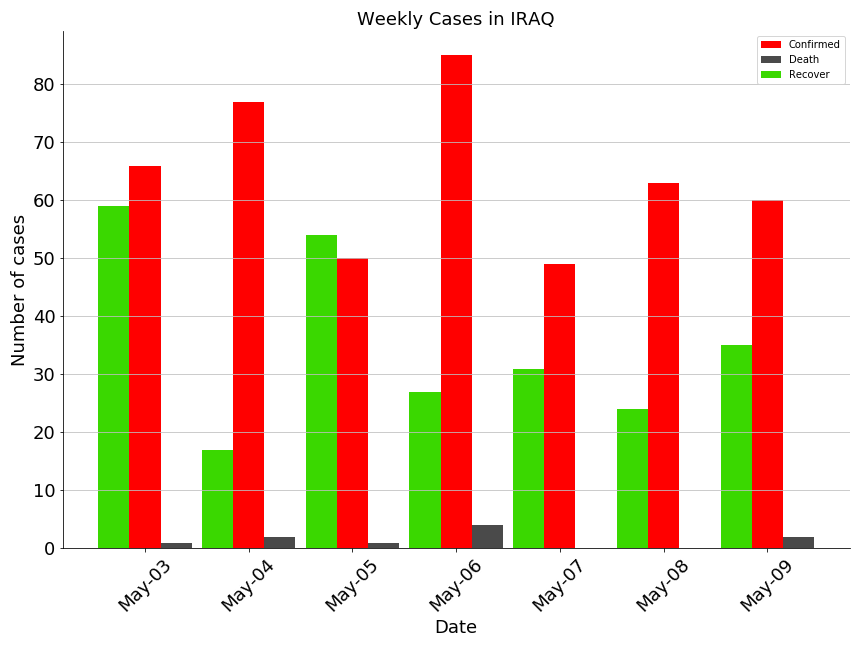 Weekly Cases in IRAQ
Confirmed
Death
Recover
Number of cases
80
70
60
50
40
30
20
10
0
May-03
May-04
May-05
May-06
May-07
May-08
May-09
Date